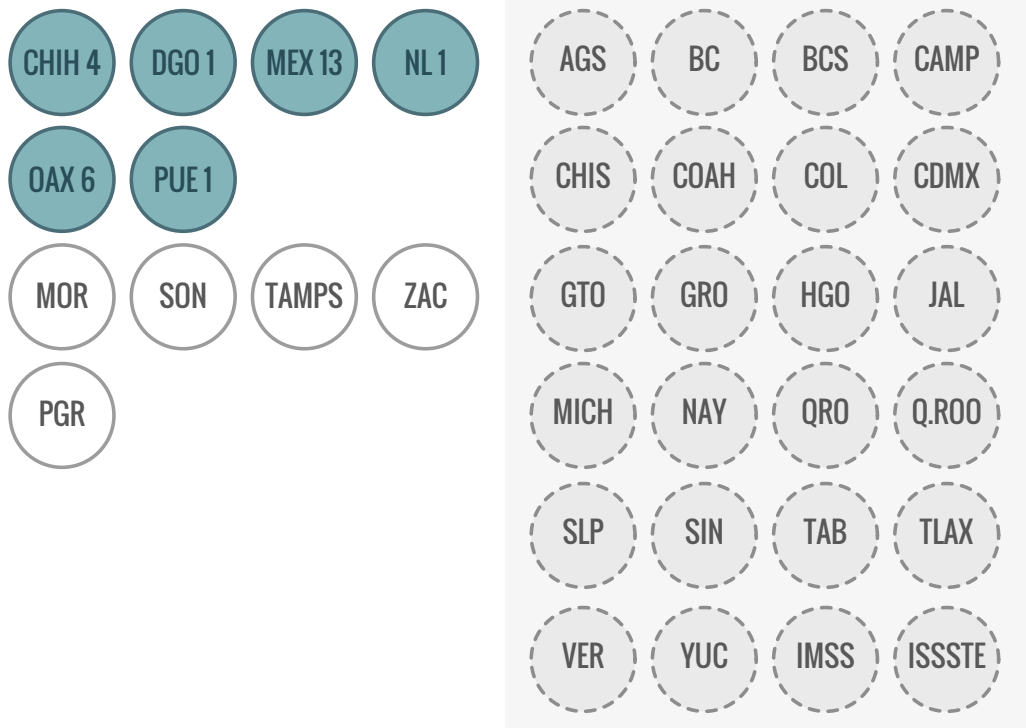 CHIH 4 DGO 1 MEX 13 NL 1
OAX 6 PUE 1
MOR SON TAMPS ZAC
PGR
AGS BC BCS CAMP
CHIS COAH COL CDMX
GTO GRO HGO JAL
MICH NAY QRO Q.ROO
SLP SIN TAB TLAX
VER YUC IMSS ISSSTE